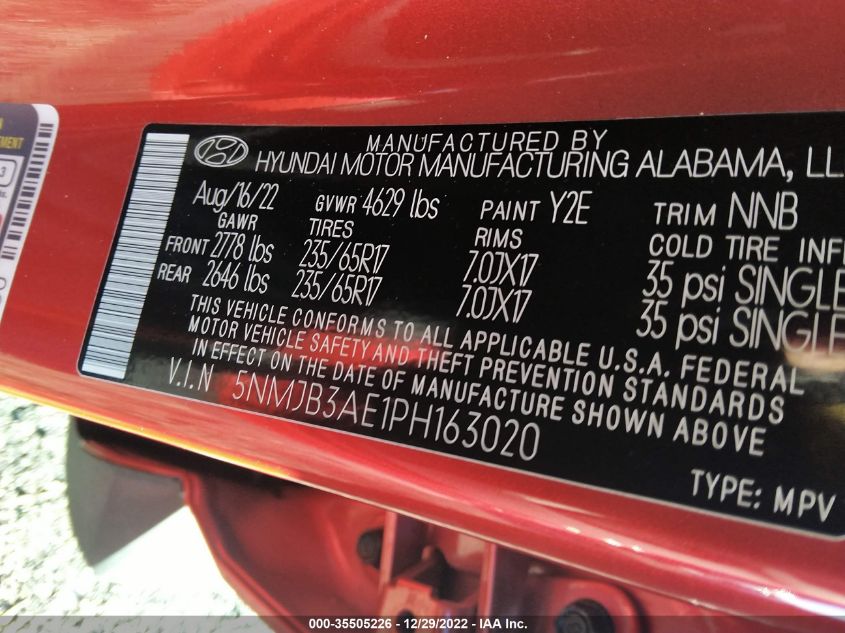 MANUFACTURED BY
HYUNDAI MOTOR MANUFACTURING ALABAMA, LL
Aug/16/22 GVWR 4629 lbs PAINT Y2E TRIM NNB
GAWR TIRES RIMS COLD TIRE INF
FRONT 2778 lbs 235/65R17 7.0JX17 35 psi SINGLE
REAR 2646 lbs 235/65R17 7.0JX17 35 psi SINGLE
THIS VEHICLE CONFORMS TO ALL APPLICABLE U.S.A. FEDERAL
MOTOR VEHICLE SAFETY AND THEFT PREVENTION STANDARDS
IN EFFECT ON THE DATE OF MANUFACTURE SHOWN ABOVE
V.I.N 5NMJB3AE1PH163020
TYPE: MPV
000-35505226 - 12/29/2022 - IAA Inc.